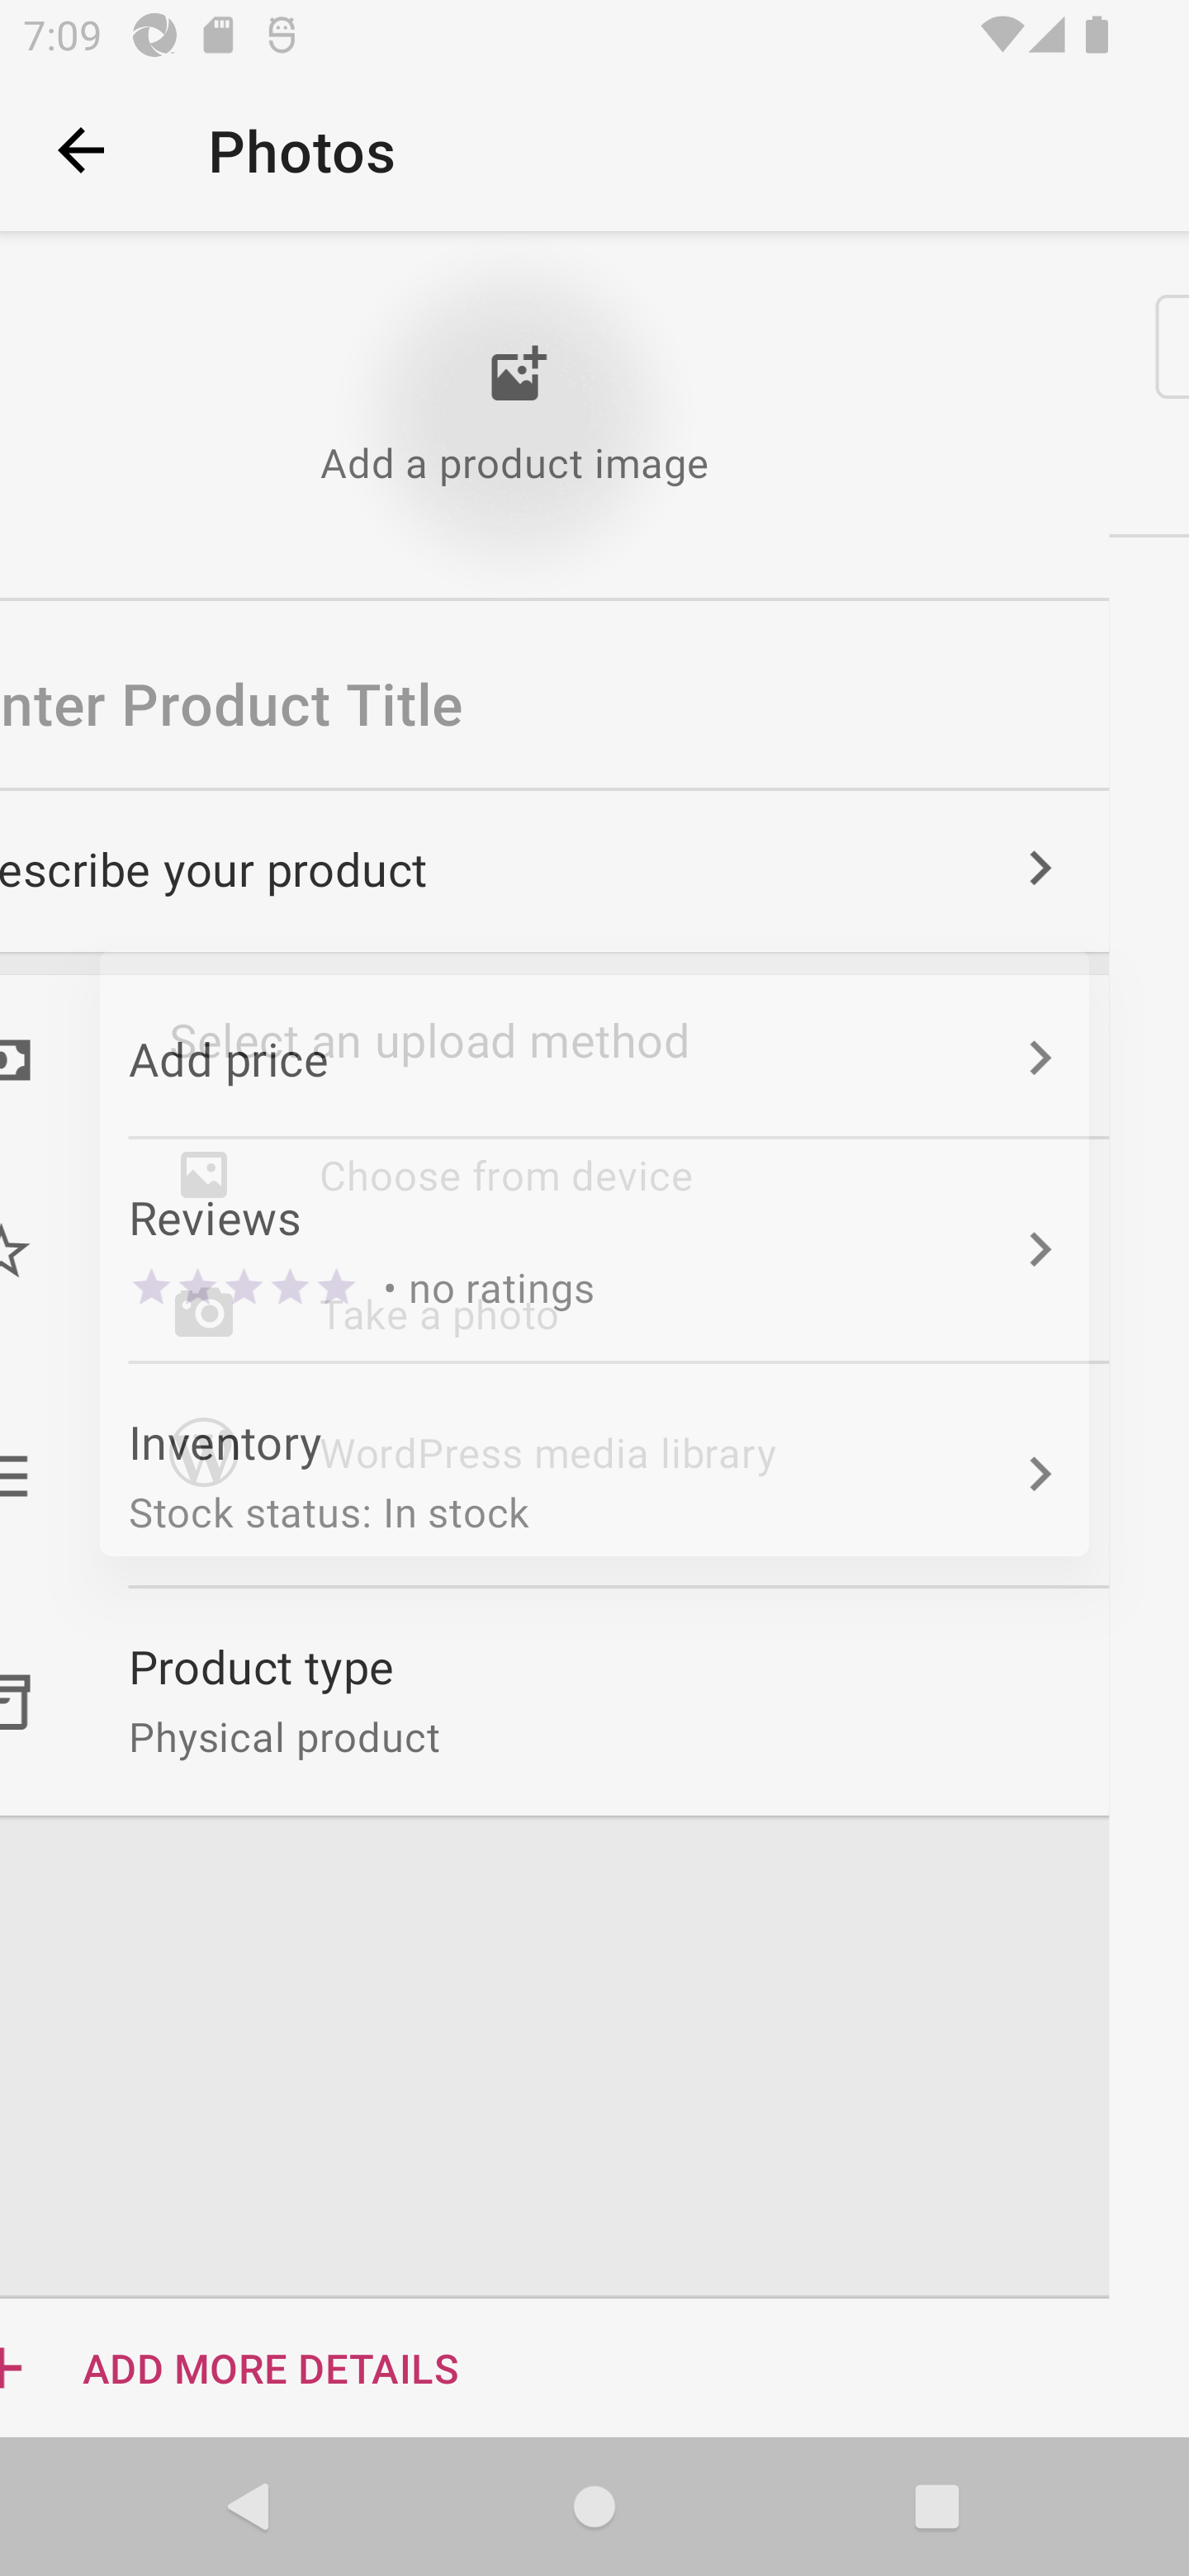 7:09
Photos
Add a product image
nter Product Title
escribe your product
Select an upload method
Add price
Choose from device
Reviews
• no ratings
Take a photo
Inventory
WordPress media library
Stock status: In stock
Product type
Physical product
ADD MORE DETAILS